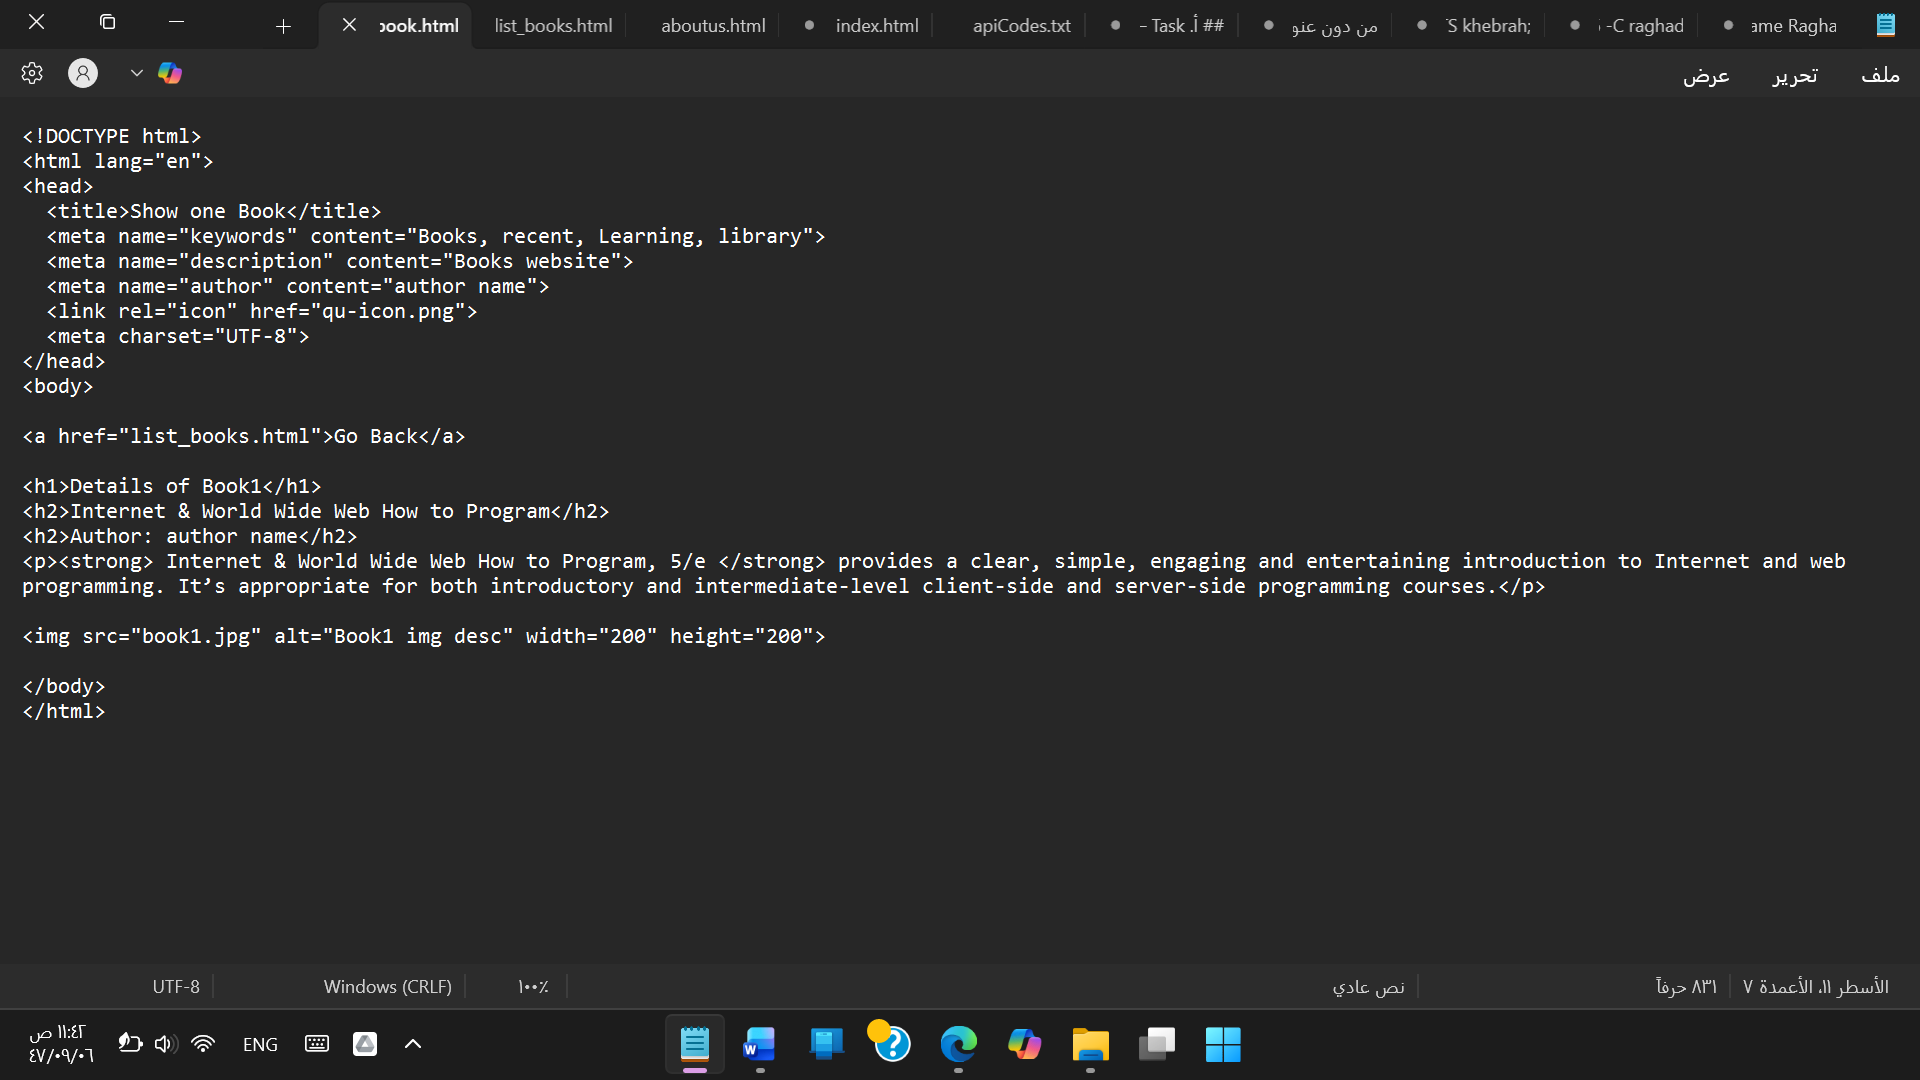 book.html list_books.html aboutus.html index.html apiCodes.txt - Task .أ ## من دون عنو S khebrah; -C raghad ame Ragha
ملف تحرير عرض
<!DOCTYPE html>
<html lang="en">
<head>
  <title>Show one Book</title>
  <meta name="keywords" content="Books, recent, Learning, library">
  <meta name="description" content="Books website">
  <meta name="author" content="author name">
  <link rel="icon" href="qu-icon.png">
  <meta charset="UTF-8">
</head>
<body>
<a href="list_books.html">Go Back</a>
<h1>Details of Book1</h1>
<h2>Internet & World Wide Web How to Program</h2>
<h2>Author: author name</h2>
<p><strong> Internet & World Wide Web How to Program, 5/e </strong> provides a clear, simple, engaging and entertaining introduction to Internet and web
programming. It’s appropriate for both introductory and intermediate-level client-side and server-side programming courses.</p>
<img src="book1.jpg" alt="Book1 img desc" width="200" height="200">
</body>
</html>
الأسطر ١١، الأعمدة ٧ ٨٣١ حرفاً نص عادي ١٠٠٪ Windows (CRLF) UTF-8
١١:٤٢ ص
٤٧/٠٩/٠٦
ENG